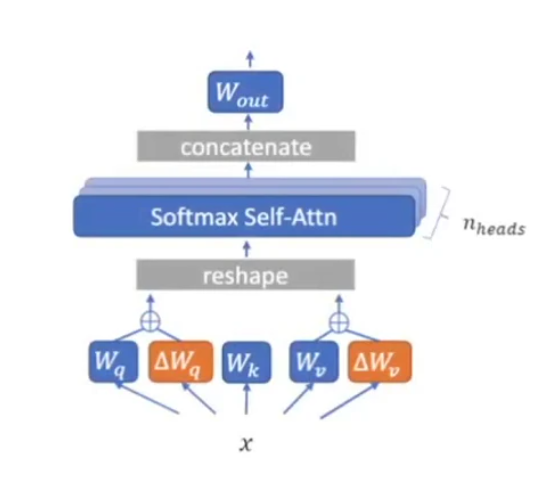 W_out
concatenate
Softmax Self-Attn
n_heads
reshape
W_q ΔW_q W_k W_v ΔW_v
x